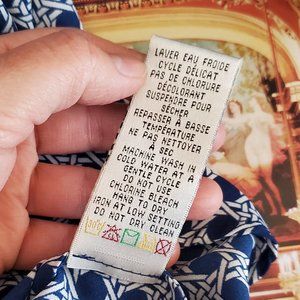 LAVER EAU FROIDE
CYCLE DÉLICAT
PAS DE CHLORURE
DÉCOLORANT
SUSPENDRE POUR
SÉCHER
REPASSER À BASSE
TEMPÉRATURE
NE PAS NETTOYER
À SEC
MACHINE WASH IN
COLD WATER AT A
GENTLE CYCLE
DO NOT USE
CHLORINE BLEACH
HANG TO DRY
IRON AT LOW SETTING
DO NOT DRY CLEAN